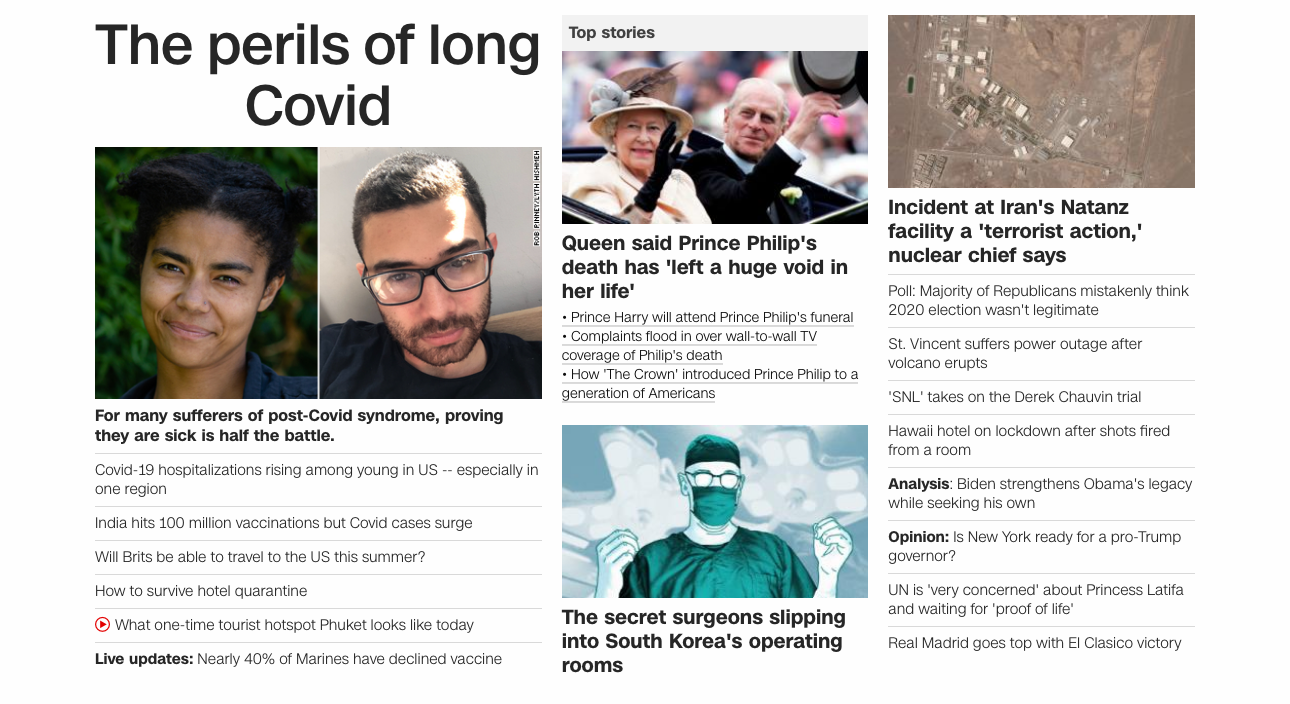 The perils of long
Covid
ROB PINNEY/LYTH HISHMEH
For many sufferers of post-Covid syndrome, proving
they are sick is half the battle.
Covid-19 hospitalizations rising among young in US -- especially in
one region
India hits 100 million vaccinations but Covid cases surge
Will Brits be able to travel to the US this summer?
How to survive hotel quarantine
What one-time tourist hotspot Phuket looks like today
Live updates: Nearly 40% of Marines have declined vaccine
Top stories
Queen said Prince Philip's
death has 'left a huge void in
her life'
• Prince Harry will attend Prince Philip's funeral
• Complaints flood in over wall-to-wall TV
coverage of Philip's death
• How 'The Crown' introduced Prince Philip to a
generation of Americans
The secret surgeons slipping
into South Korea's operating
rooms
Incident at Iran's Natanz
facility a 'terrorist action,'
nuclear chief says
Poll: Majority of Republicans mistakenly think
2020 election wasn't legitimate
St. Vincent suffers power outage after
volcano erupts
'SNL' takes on the Derek Chauvin trial
Hawaii hotel on lockdown after shots fired
from a room
Analysis: Biden strengthens Obama's legacy
while seeking his own
Opinion: Is New York ready for a pro-Trump
governor?
UN is 'very concerned' about Princess Latifa
and waiting for 'proof of life'
Real Madrid goes top with El Clasico victory